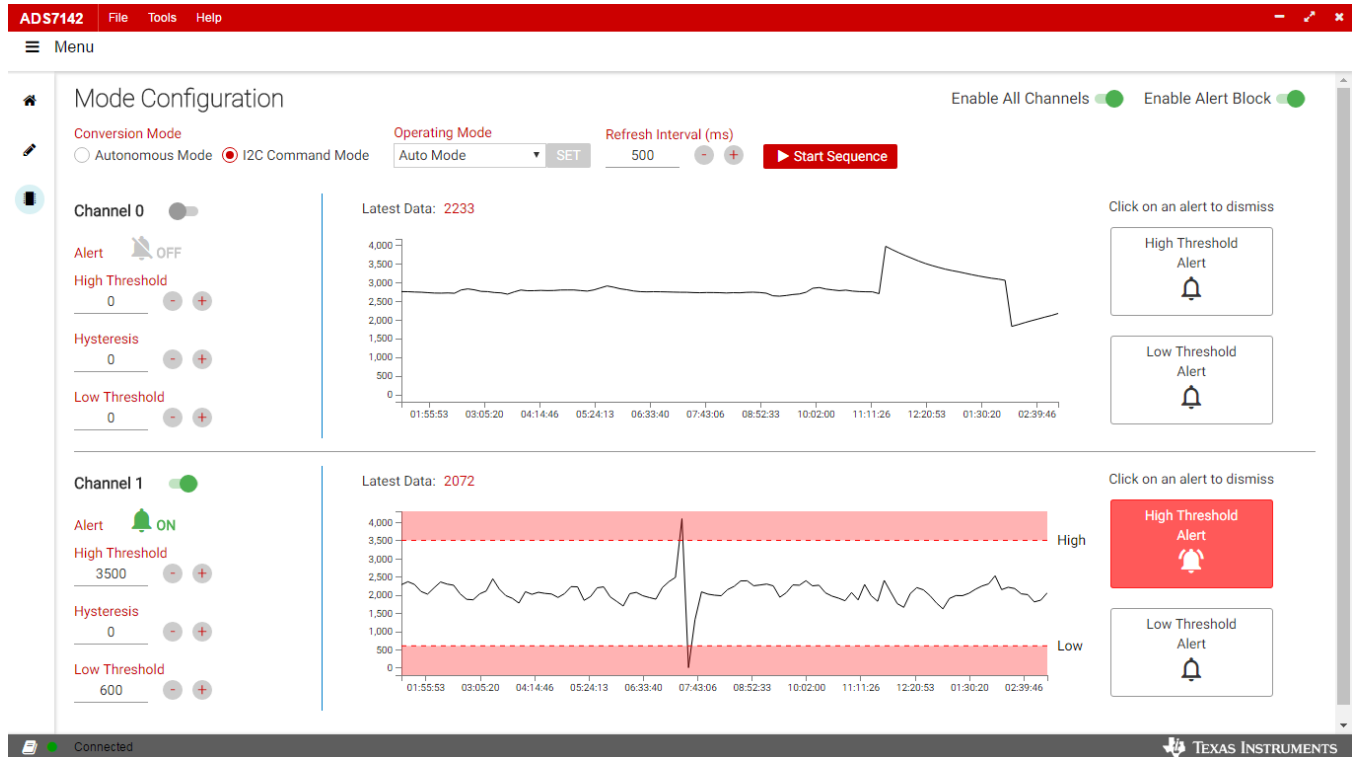 ADS7142 File Tools Help
Menu
Mode Configuration
Enable All Channels Enable Alert Block
Conversion Mode Operating Mode Refresh Interval (ms)
Autonomous Mode I2C Command Mode Auto Mode SET 500 - + Start Sequence
Channel 0
Latest Data: 2233
Click on an alert to dismiss
Alert OFF
High Threshold
0 - +
Hysteresis
0 - +
Low Threshold
0 - +
4,000
3,500
3,000
2,500
2,000
1,500
1,000
500
0
01:55:53 03:05:20 04:14:46 05:24:13 06:33:40 07:43:06 08:52:33 10:02:00 11:11:26 12:20:53 01:30:20 02:39:46
High Threshold
Alert
Low Threshold
Alert
Channel 1
Latest Data: 2072
Click on an alert to dismiss
Alert ON
High Threshold
3500 - +
Hysteresis
0 - +
Low Threshold
600 - +
4,000
3,500
3,000
2,500
2,000
1,500
1,000
500
0
High
Low
01:55:53 03:05:20 04:14:46 05:24:13 06:33:40 07:43:06 08:52:33 10:02:00 11:11:26 12:20:53 01:30:20 02:39:46
High Threshold
Alert
Low Threshold
Alert
Connected
TEXAS INSTRUMENTS